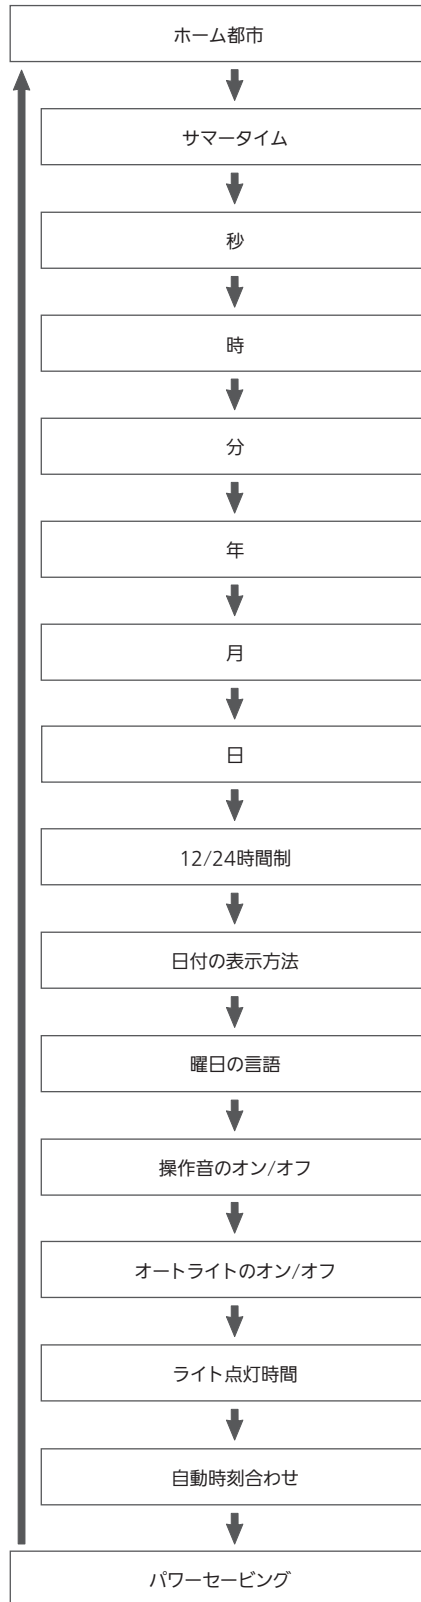 ホーム都市
サマータイム
秒
時
分
年
月
日
12/24時間制
日付の表示方法
曜日の言語
操作音のオン/オフ
オートライトのオン/オフ
ライト点灯時間
自動時刻合わせ
パワーセービング